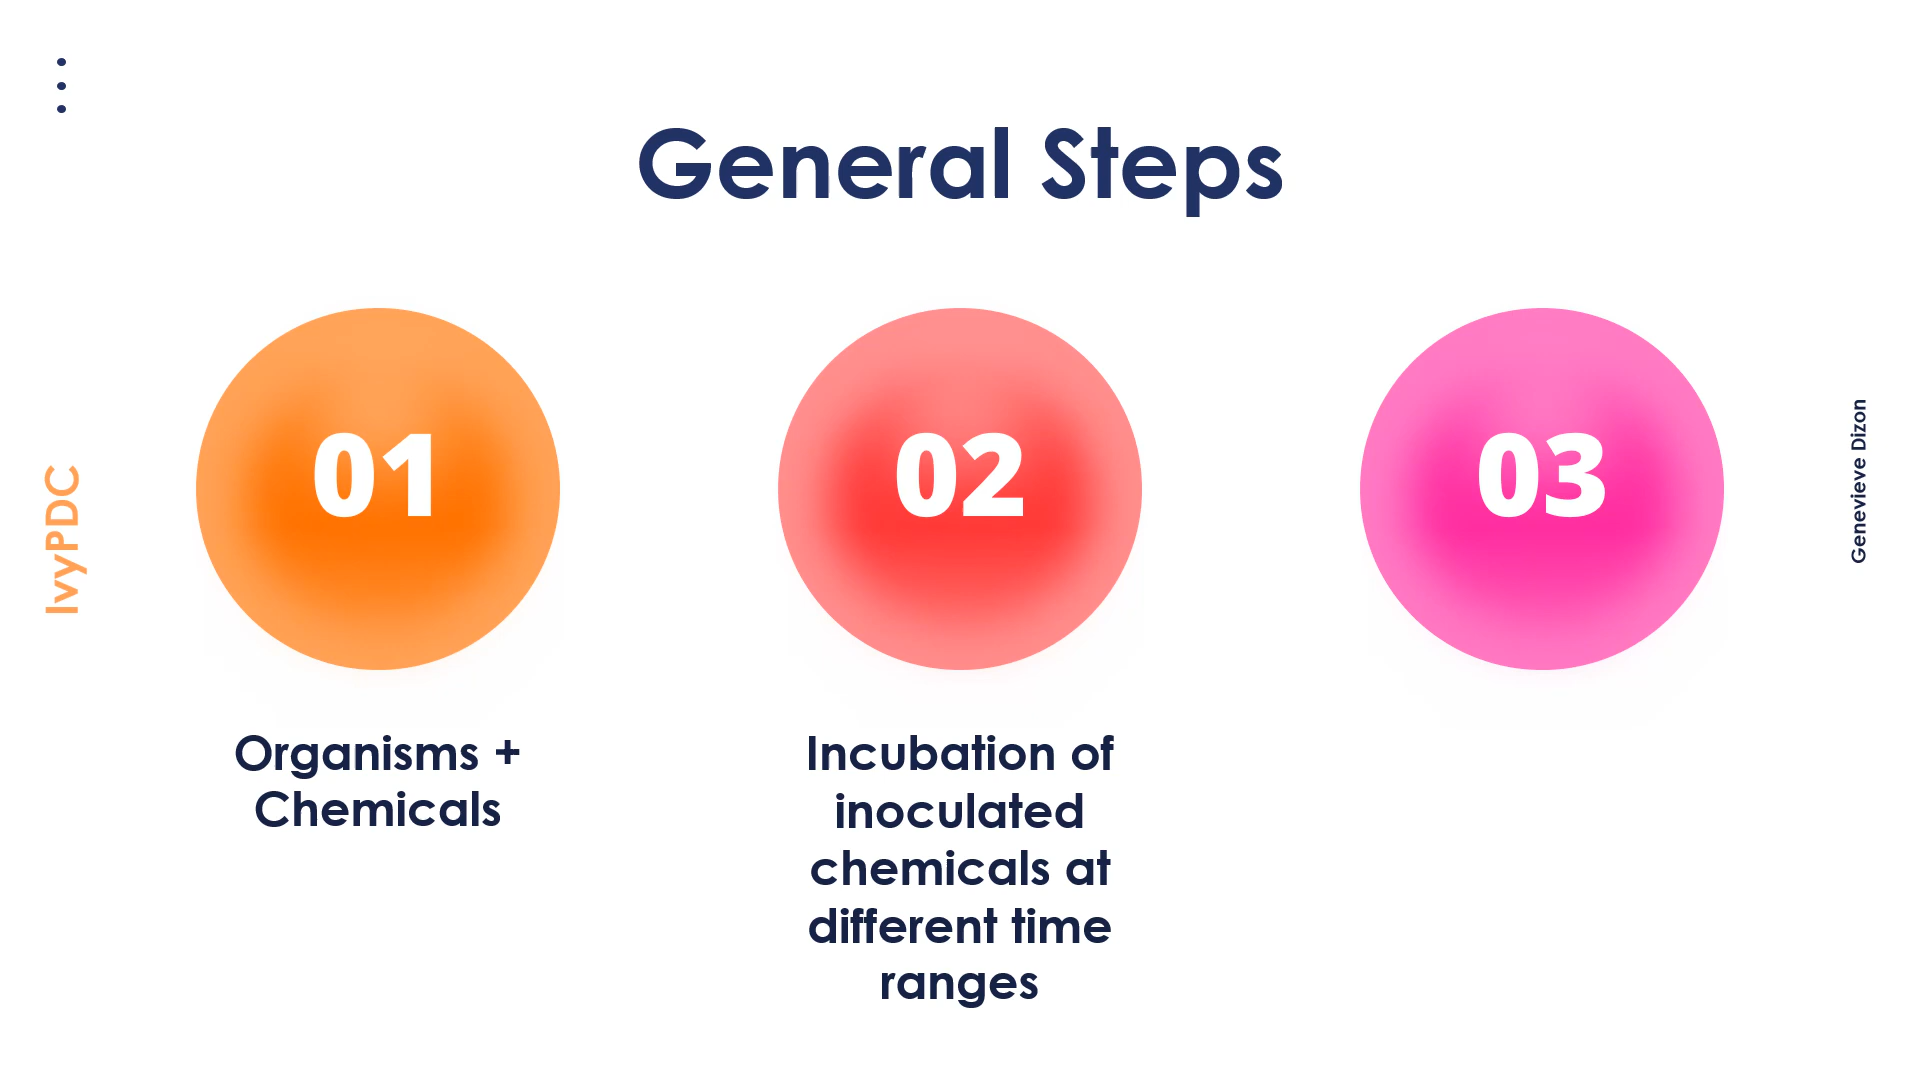 General Steps
01
02
03
Organisms +
Chemicals
Incubation of
inoculated
chemicals at
different time
ranges
IvyPDC
Genevieve Dizon